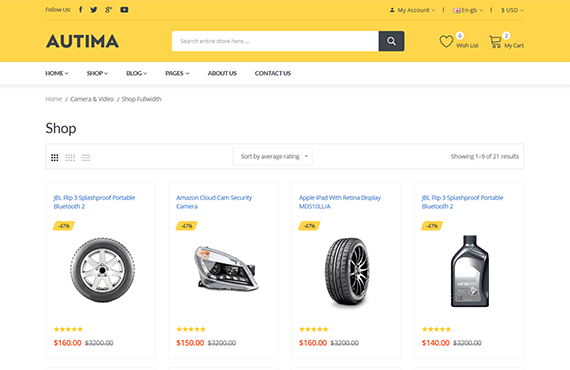 Follow Us:
My Account
En-gb
$ USD
AUTIMA
Search entire store here ...
0
Wish List
2
My Cart
HOME
SHOP
BLOG
PAGES
ABOUT US
CONTACT US
Home / Camera & Video / Shop Fullwidth
Shop
Sort by average rating
Showing 1–9 of 21 results
JBL Flip 3 Splashproof Portable
Bluetooth 2
-47%
$160.00 $3200.00
Amazon Cloud Cam Security
Camera
-47%
$150.00 $3200.00
Apple IPad With Retina Display
MD510LL/A
-47%
$160.00 $3200.00
JBL Flip 3 Splashproof Portable
Bluetooth 2
-47%
$140.00 $3200.00